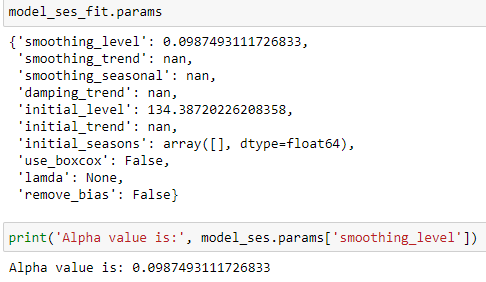 model_ses_fit.params
{'smoothing_level': 0.0987493111726833,
'smoothing_trend': nan,
'smoothing_seasonal': nan,
'damping_trend': nan,
'initial_level': 134.38720226208358,
'initial_trend': nan,
'initial_seasons': array([], dtype=float64),
'use_boxcox': False,
'lamda': None,
'remove_bias': False}
print('Alpha value is:', model_ses.params['smoothing_level'])
Alpha value is: 0.0987493111726833